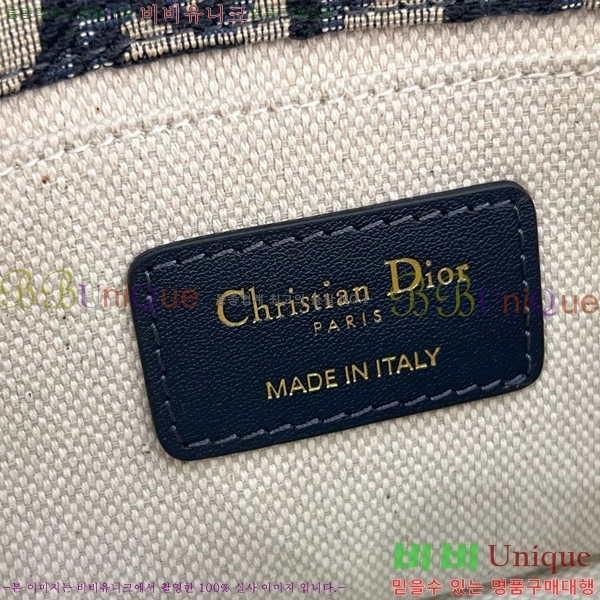 비비유니크
Christian Dior
PARIS
MADE IN ITALY
BBUniQue
BBUniQue
비비 Unique
믿을수 있는 명품구매대행
-본 이미지는 비비유니크에서 촬영한 100% 실사 이미지 입니다.-